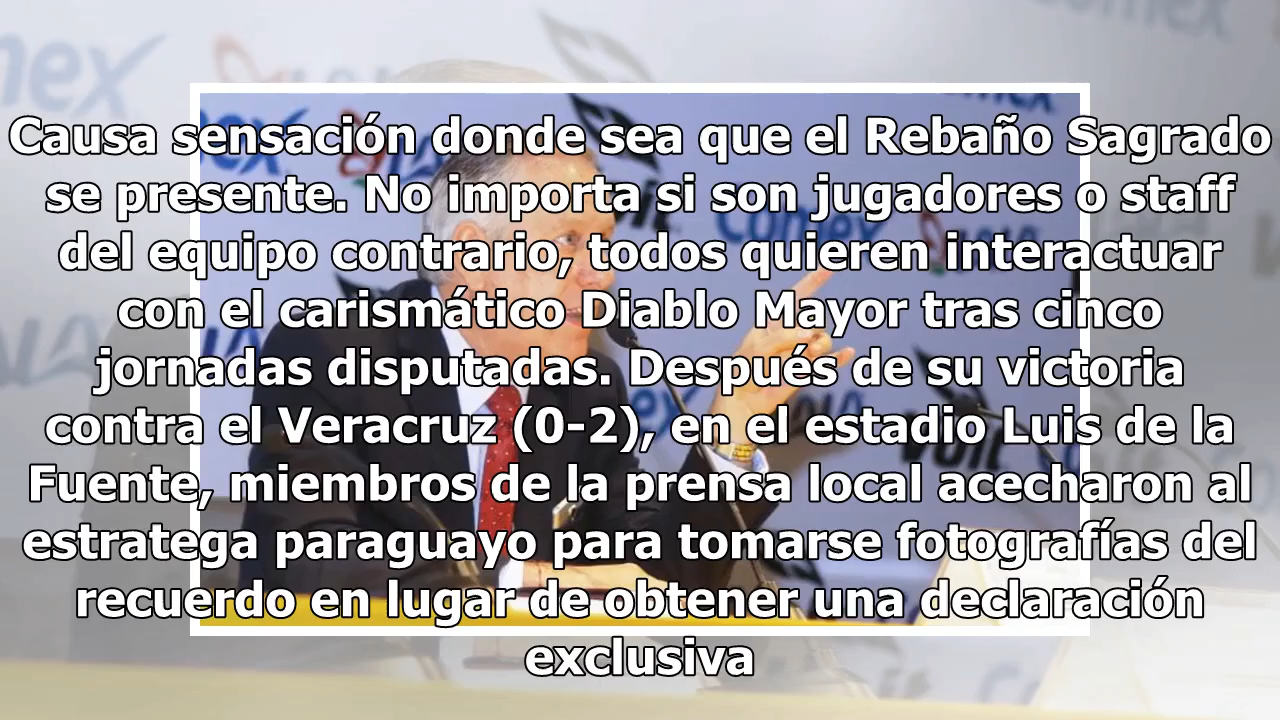 Causa sensación donde sea que el Rebaño Sagrado
se presente. No importa si son jugadores o staff
del equipo contrario, todos quieren interactuar
con el carismático Diablo Mayor tras cinco
jornadas disputadas. Después de su victoria
contra el Veracruz (0-2), en el estadio Luis de la
Fuente, miembros de la prensa local acecharon al
estratega paraguayo para tomarse fotografías del
recuerdo en lugar de obtener una declaración
exclusiva